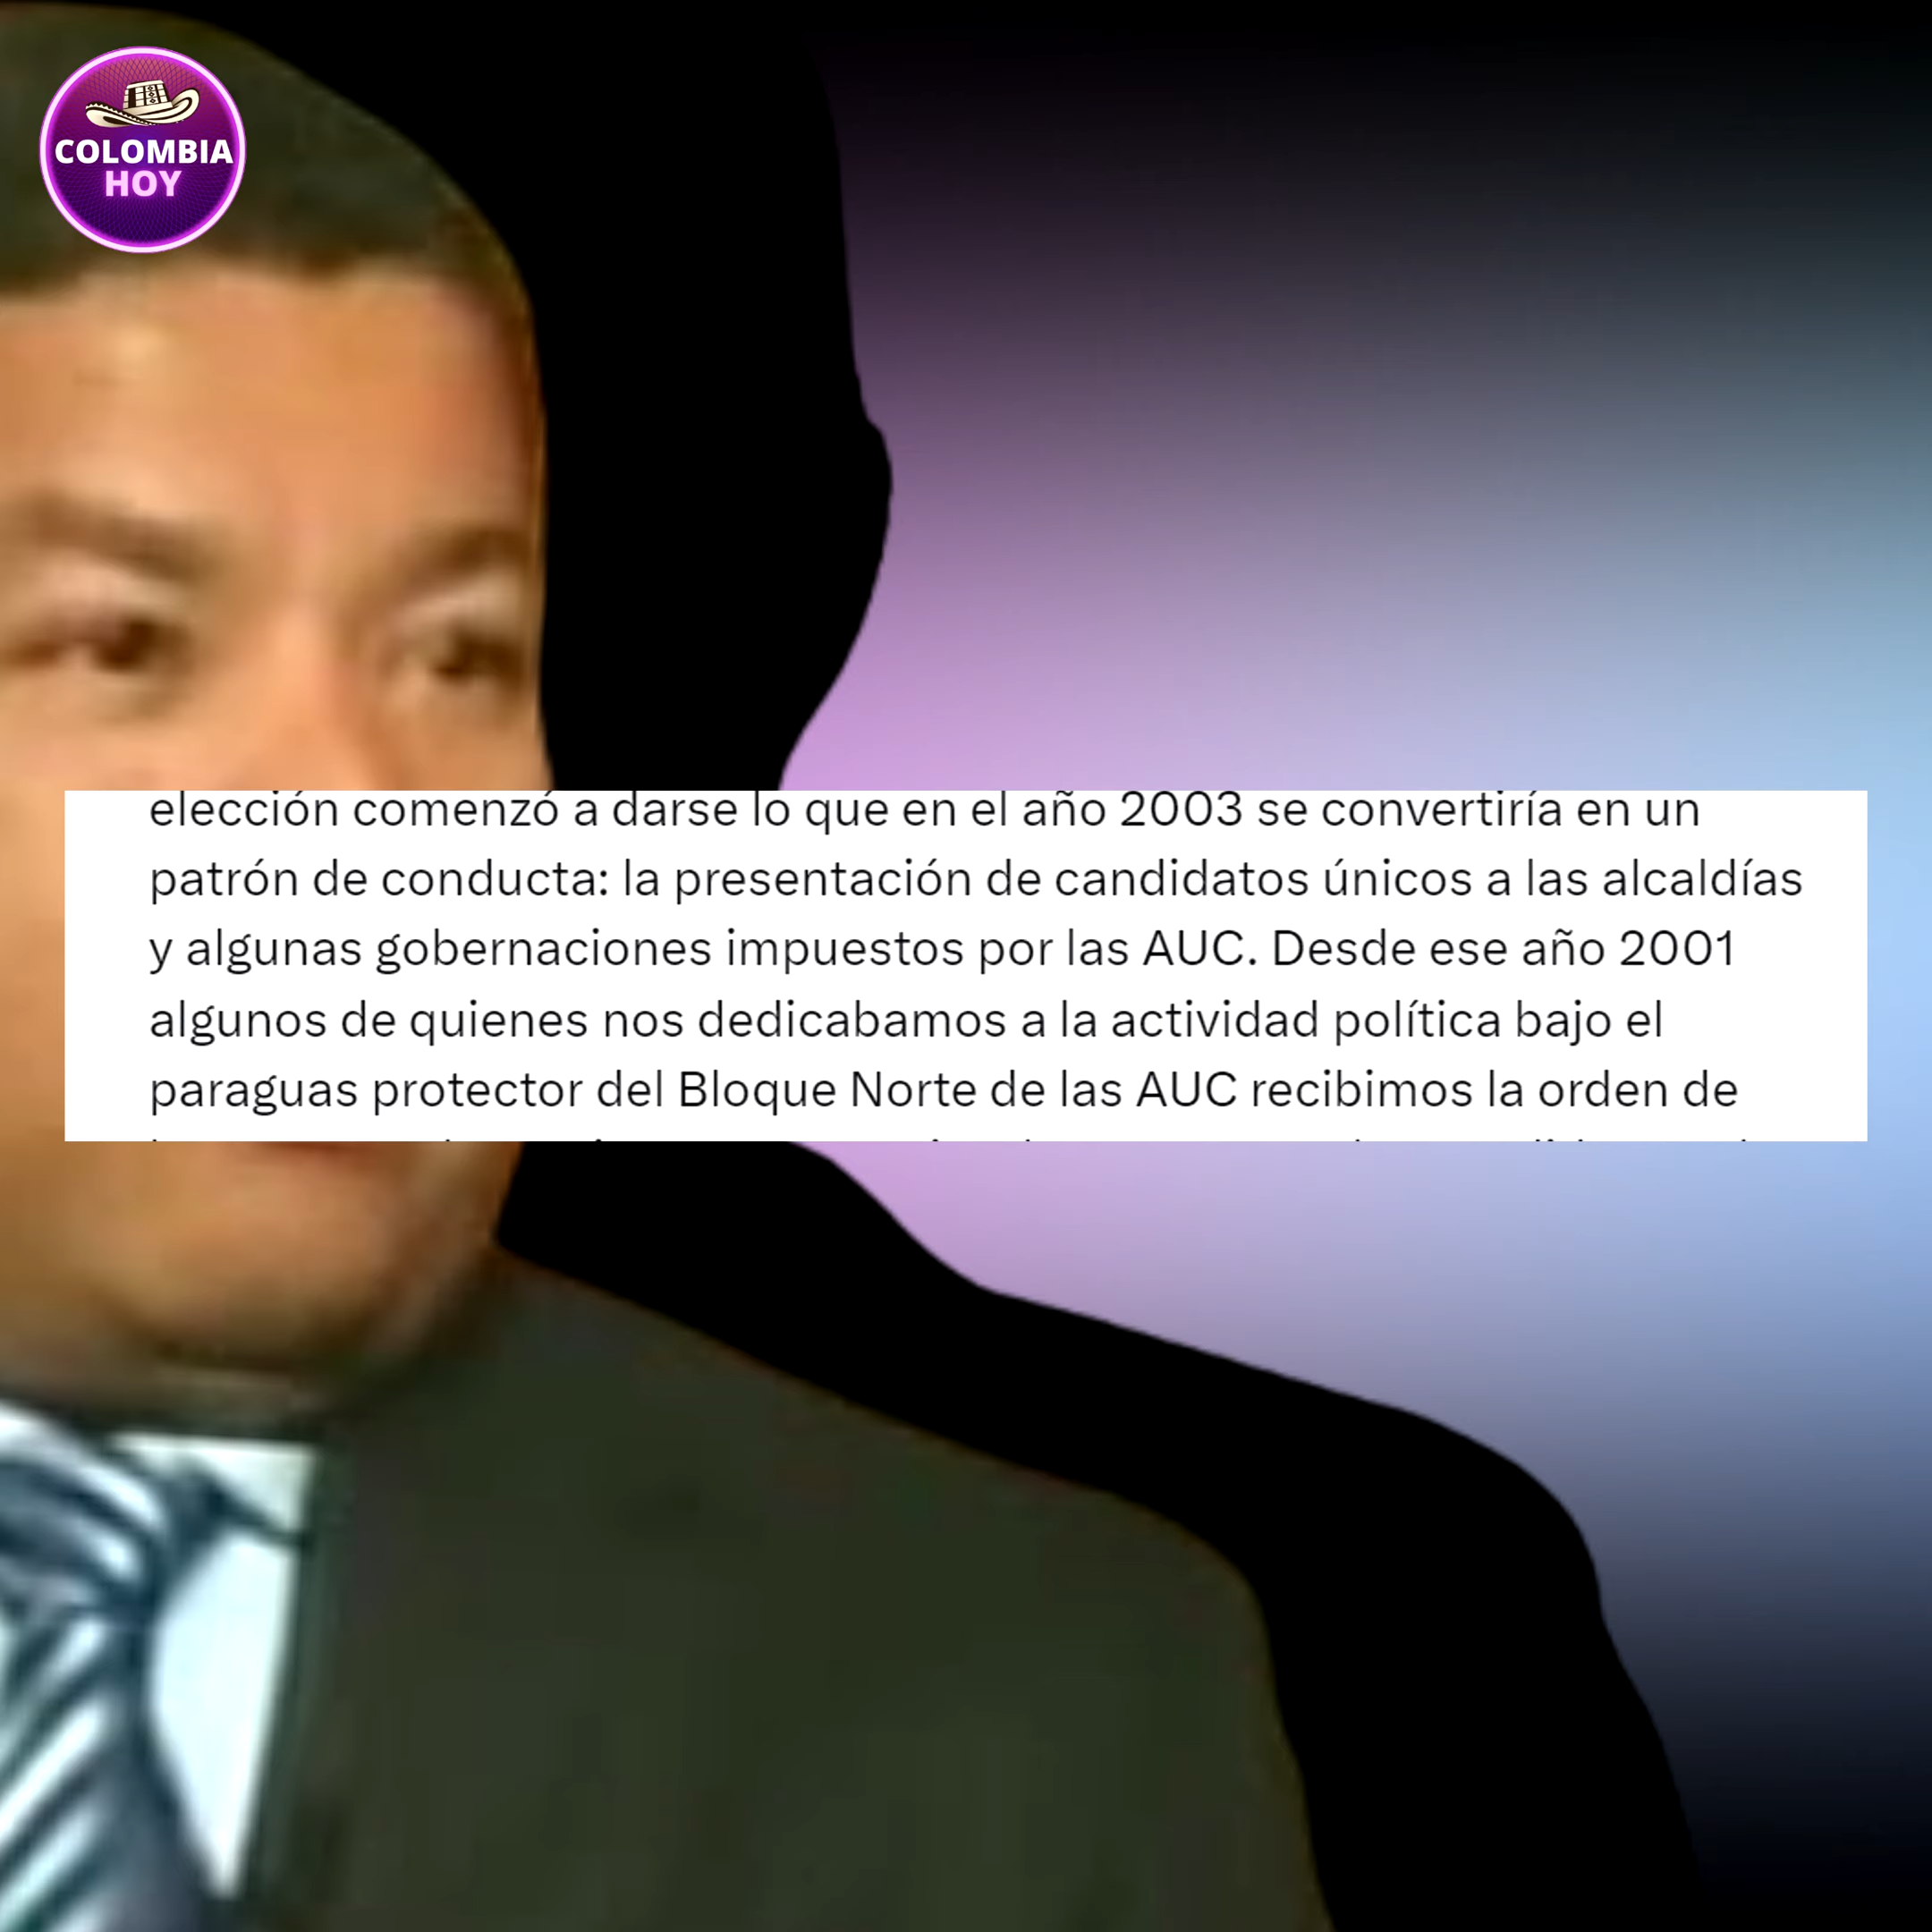 COLOMBIA
HOY
elección comenzó a darse lo que en el año 2003 se convertiría en un
patrón de conducta: la presentación de candidatos únicos a las alcaldías
y algunas gobernaciones impuestos por las AUC. Desde ese año 2001
algunos de quienes nos dedicabamos a la actividad política bajo el
paraguas protector del Bloque Norte de las AUC recibimos la orden de